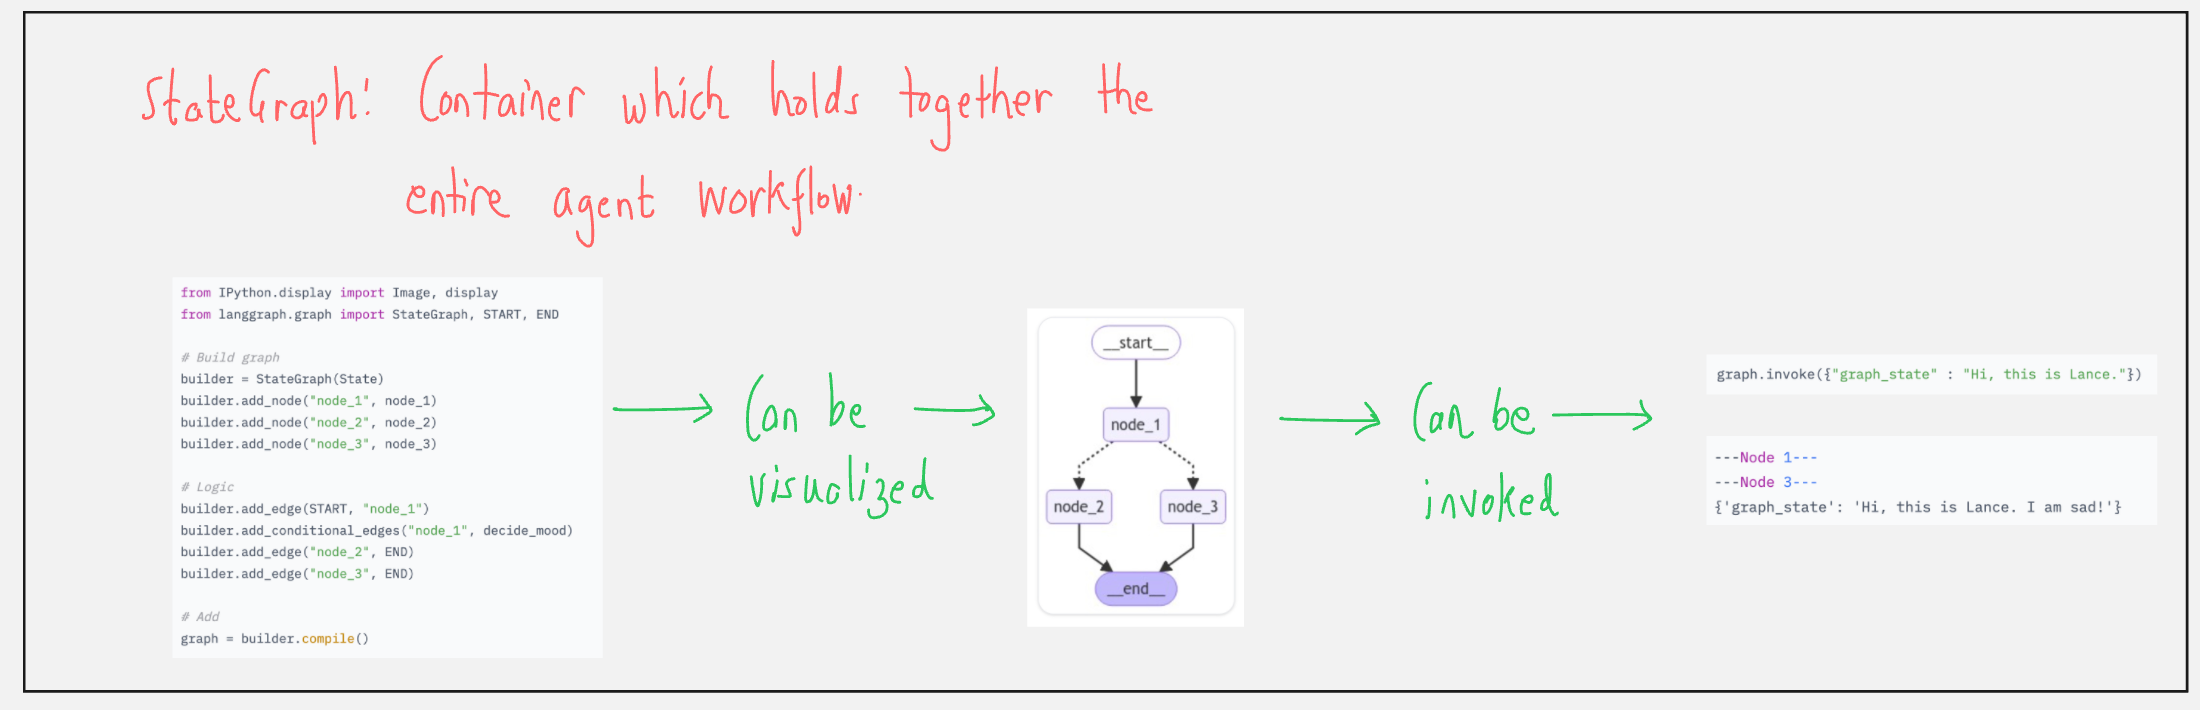 StateGraph: Container which holds together the
entire agent workflow.
from IPython.display import Image, display
from langgraph.graph import StateGraph, START, END
# Build graph
builder = StateGraph(State)
builder.add_node("node_1", node_1)
builder.add_node("node_2", node_2)
builder.add_node("node_3", node_3)
# Logic
builder.add_edge(START, "node_1")
builder.add_conditional_edges("node_1", decide_mood)
builder.add_edge("node_2", END)
builder.add_edge("node_3", END)
# Add
graph = builder.compile()
Can be
visualized
__start__
node_1
node_2
node_3
__end__
Can be
invoked
graph.invoke({"graph_state" : "Hi, this is Lance."})
---Node 1---
---Node 3---
{'graph_state': 'Hi, this is Lance. I am sad!'}